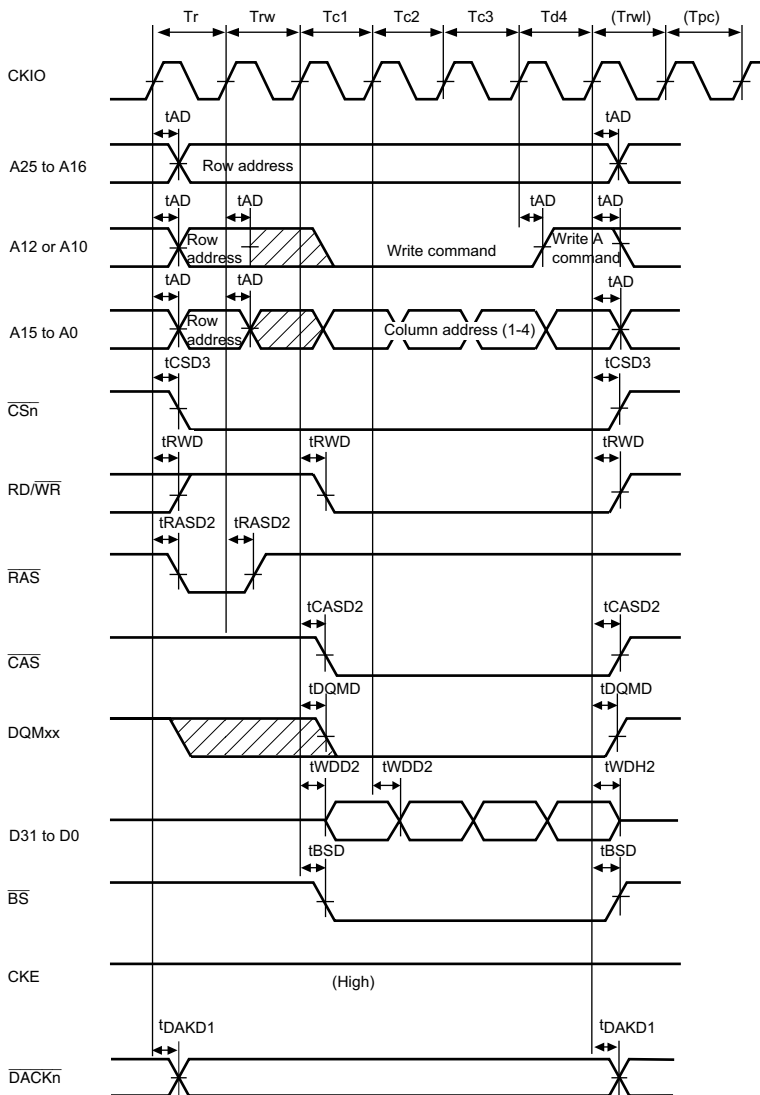 Tr Trw Tc1 Tc2 Tc3 Td4 (Trwl) (Tpc)
CKIO
tAD tAD
A25 to A16 Row address
tAD tAD tAD tAD
A12 or A10 Row address Write command Write A command
tAD tAD tAD
A15 to A0 Row address Column address (1-4)
tCSD3 tCSD3
CSn
tRWD tRWD tRWD
RD/WR
tRASD2 tRASD2
RAS
tCASD2 tCASD2
CAS
tDQMD tDQMD
DQMxx
tWDD2 tWDD2 tWDH2
D31 to D0
tBSD tBSD
BS
CKE
(High)
tDAKD1 tDAKD1
DACKn